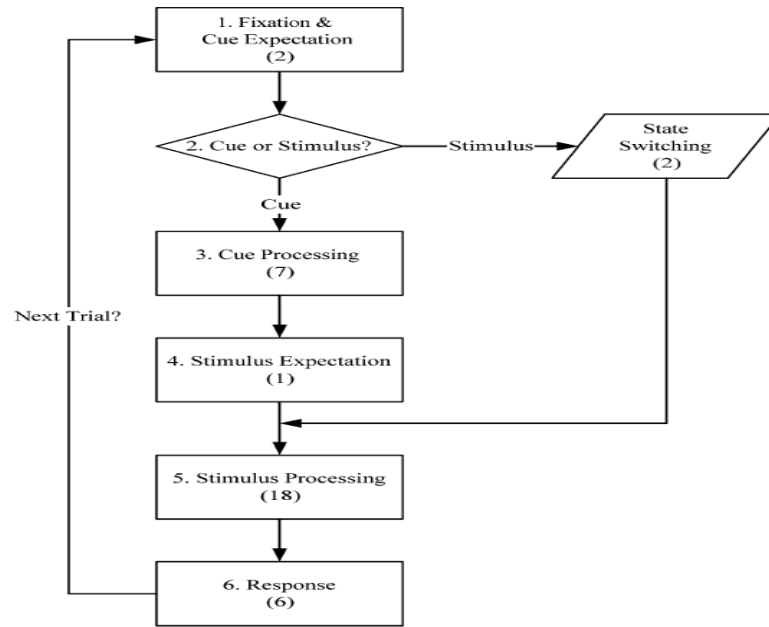 1. Fixation &
Cue Expectation
(2)
2. Cue or Stimulus?
Stimulus
State
Switching
(2)
Cue
3. Cue Processing
(7)
Next Trial?
4. Stimulus Expectation
(1)
5. Stimulus Processing
(18)
6. Response
(6)